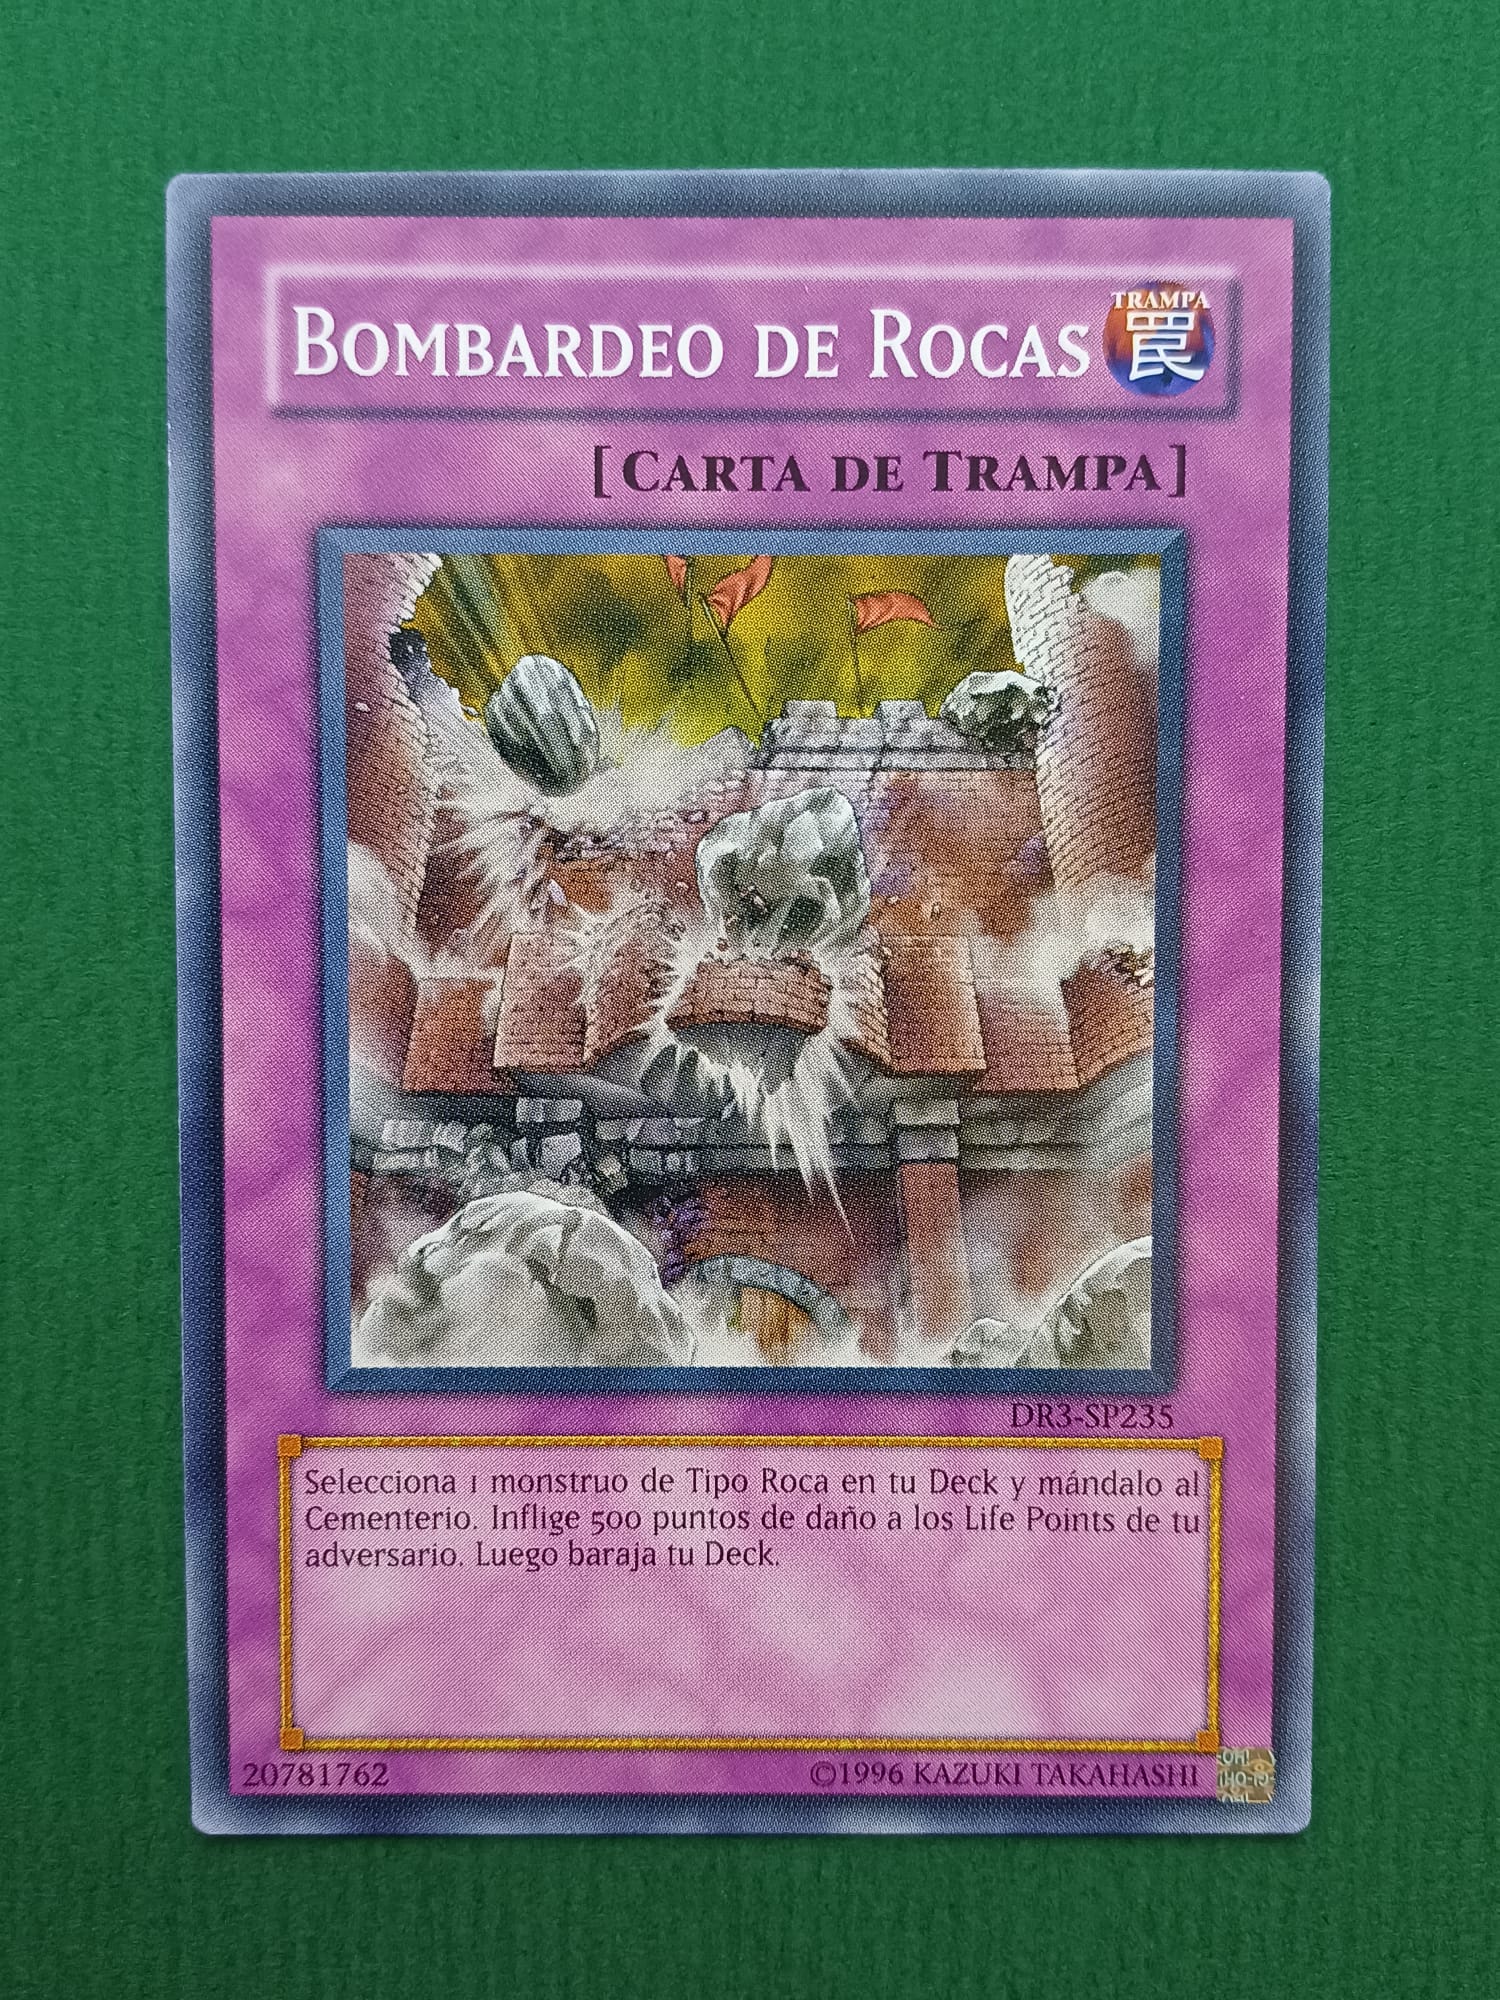 BOMBARDEO DE ROCAS
TRAMPA
罠
[CARTA DE TRAMPA]
DR3-SP235
Selecciona 1 monstruo de Tipo Roca en tu Deck y mándalo al
Cementerio. Inflige 500 puntos de daño a los Life Points de tu
adversario. Luego baraja tu Deck.
20781762
©1996 KAZUKI TAKAHASHI